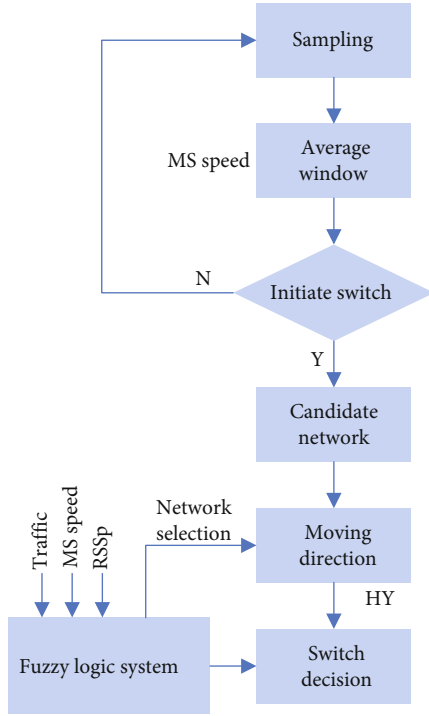 Sampling
MS speed
Average
window
Initiate switch
N
Y
Candidate
network
Traffic
MS speed
RSSp
Network
selection
Moving
direction
HY
Fuzzy logic system
Switch
decision